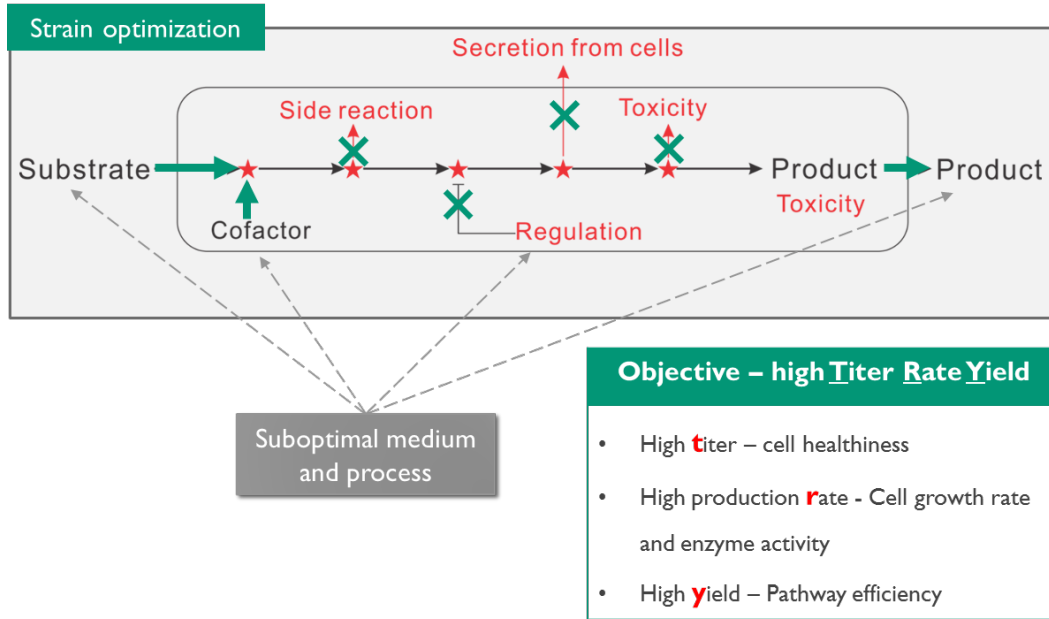 Strain optimization
Secretion from cells
Side reaction
Toxicity
Substrate
Product
Product
Toxicity
Cofactor
Regulation
Suboptimal medium
and process
Objective – high Titer Rate Yield
• High titer – cell healthiness
• High production rate - Cell growth rate
and enzyme activity
• High yield – Pathway efficiency